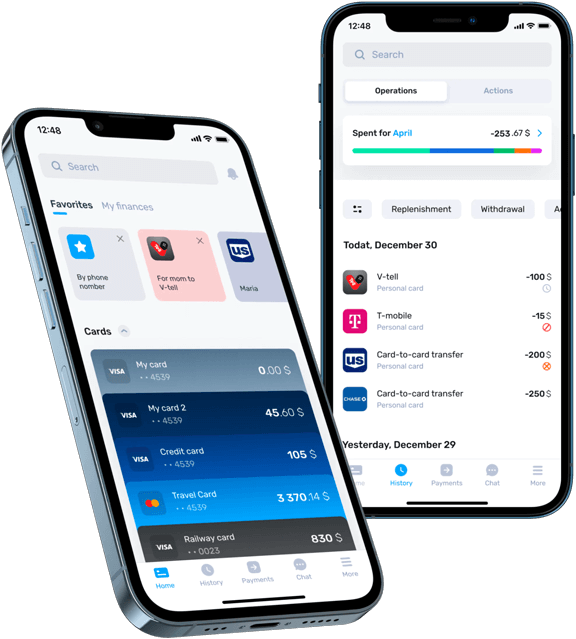 12:48
Search
Favorites My finances
By phone
nomber
For mom to
V-tell
us
Maria
Cards
VISA My card 0.00 $
•• 4539
VISA My card 2 45.60 $
•• 4539
VISA Credit card 105 $
•• 4539
Travel Card 3 370.14 $
•• 4539
VISA Railway card 830 $
•• 0023
Home History Payments Chat More
12:48
Search
Operations Actions
Spent for April -253.67 $
Replenishment Withdrawal
Todat, December 30
V-tell -100 $
Personal card
T T-mobile -15 $
Personal card
us Card-to-card transfer -200 $
Personal card
CHASE Card-to-card transfer -250 $
Personal card
Yesterday, December 29
History Payments Chat More